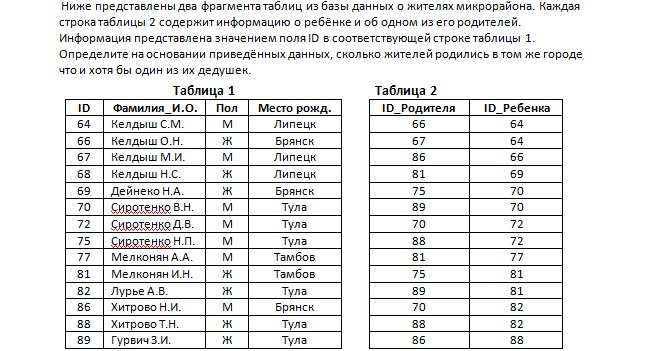 Ниже представлены два фрагмента таблиц из базы данных о жителях микрорайона. Каждая
строка таблицы 2 содержит информацию о ребёнке и об одном из его родителей.
Информация представлена значением поля ID в соответствующей строке таблицы 1.
Определите на основании приведённых данных, сколько жителей родились в том же городе,
что и хотя бы один из их дедушек.
Таблица 1 Таблица 2
ID Фамилия_И.О. Пол Место рожд. ID_Родителя ID_Ребенка
64 Келдыш С.М. М Липецк 66 64
66 Келдыш О.Н. Ж Брянск 67 64
67 Келдыш М.И. М Липецк 86 66
68 Келдыш Н.С. Ж Липецк 81 69
69 Дейнеко Н.А. Ж Брянск 75 70
70 Сиротенко В.Н. М Тула 89 70
72 Сиротенко Д.В. М Тула 70 72
75 Сиротенко Н.П. М Тула 88 72
77 Мелконян А.А. М Тамбов 81 77
81 Мелконян И.Н. Ж Тамбов 75 81
82 Лурье А.В. Ж Тула 89 81
86 Хитрово Н.И. М Брянск 70 82
88 Хитрово Т.Н. Ж Тула 88 82
89 Гурвич З.И. Ж Тула 86 88